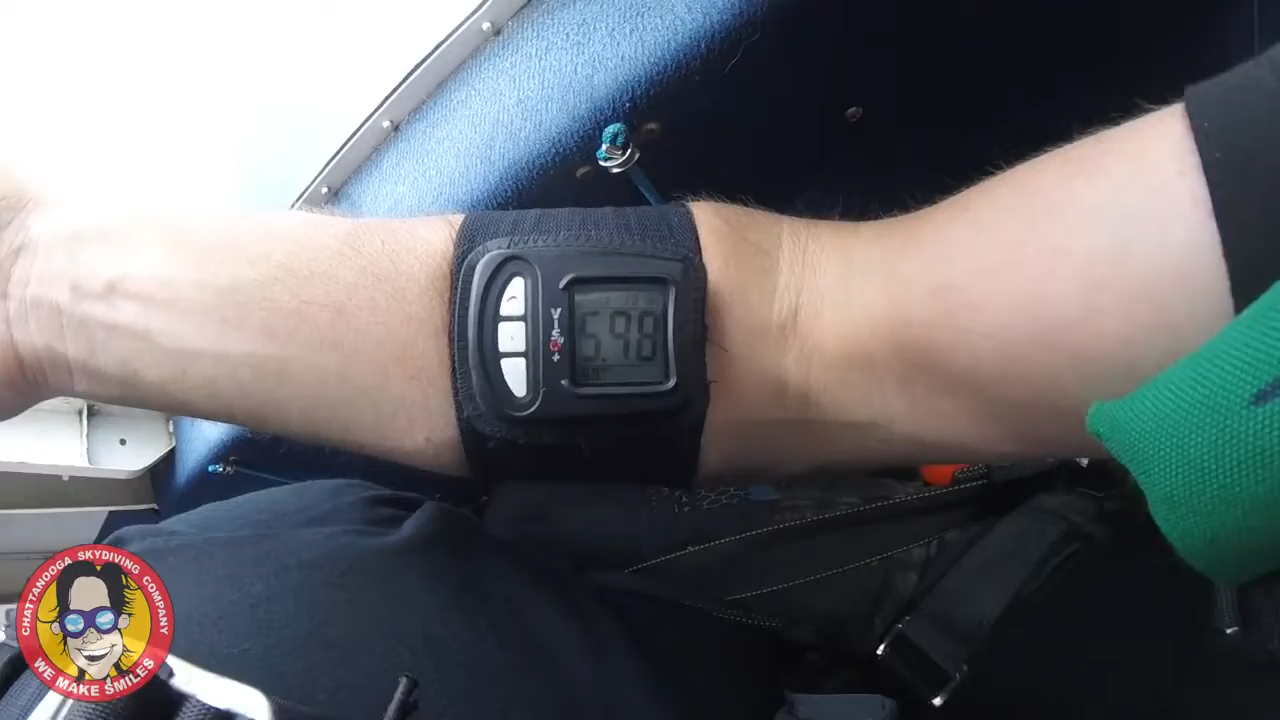 VISO
+
5.98
CHATTANOOGA SKYDIVING COMPANY
WE MAKE SMILES